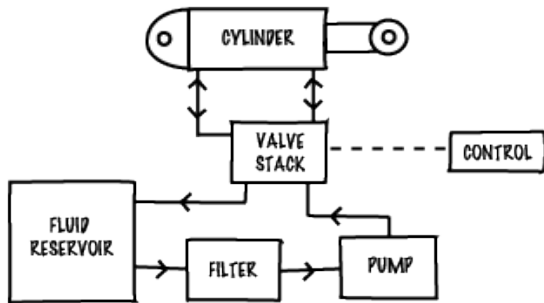 CYLINDER
VALVE
STACK
CONTROL
FLUID
RESERVOIR
FILTER
PUMP